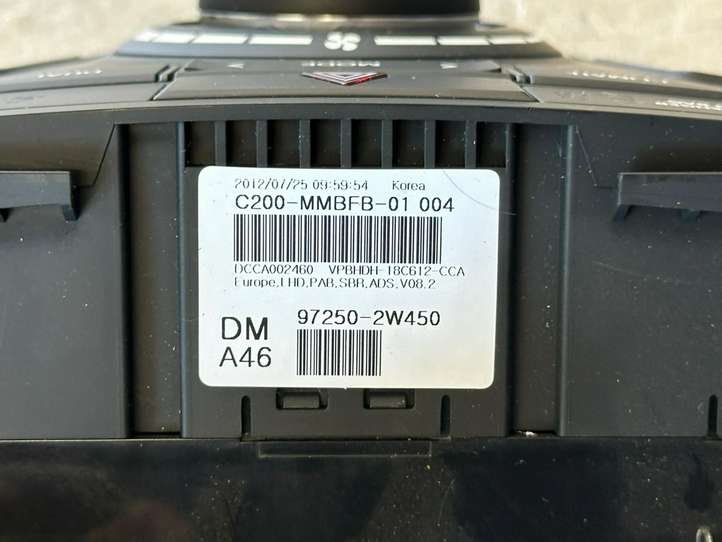 MODE
2012/07/25 09:59:54 Korea
C200-MMBFB-01 004
DCCA002460 VPBHDH-18C612-CCA
Europe,LHD,PAB,SBR,ADS,V08.2
DM 97250-2W450
A46